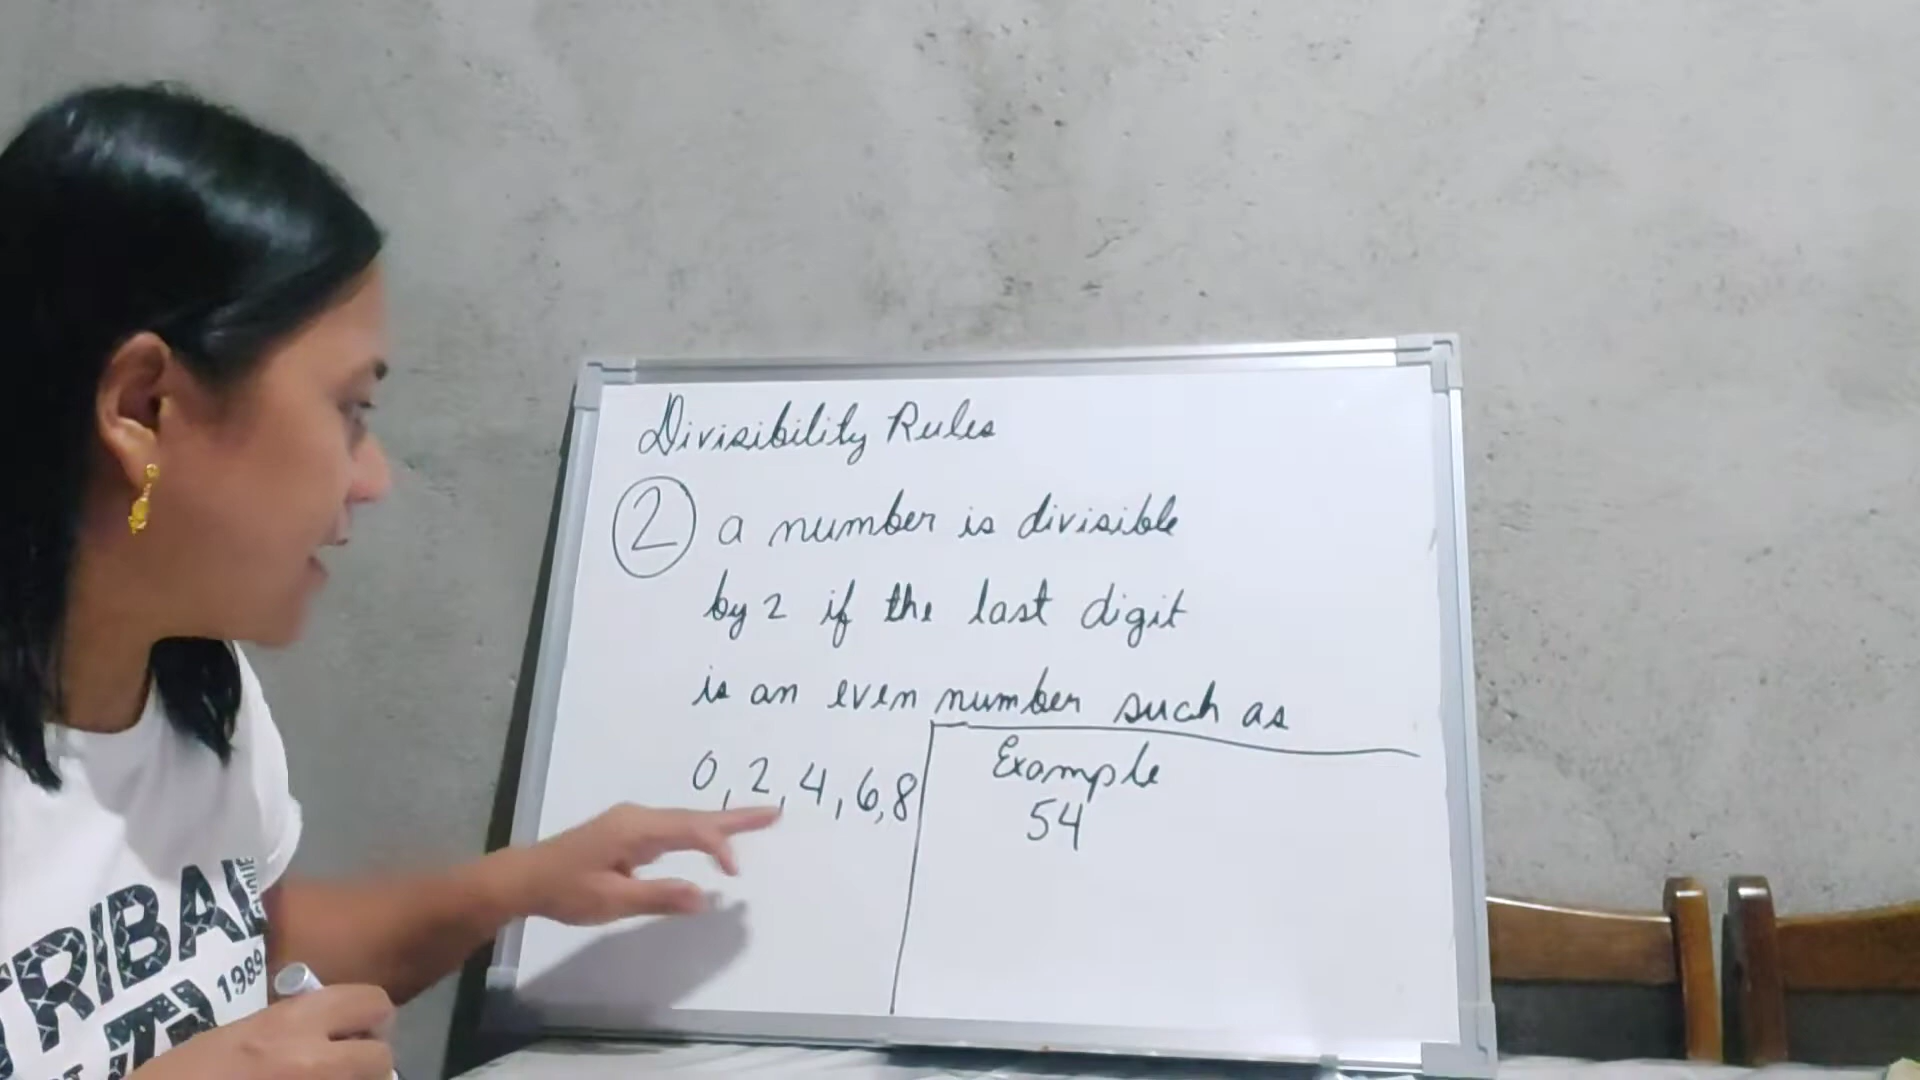 Divisibility Rules
2 a number is divisible
by 2 if the last digit
is an even number such as
0, 2, 4, 6, 8
Example
54
TRIBAL
1989